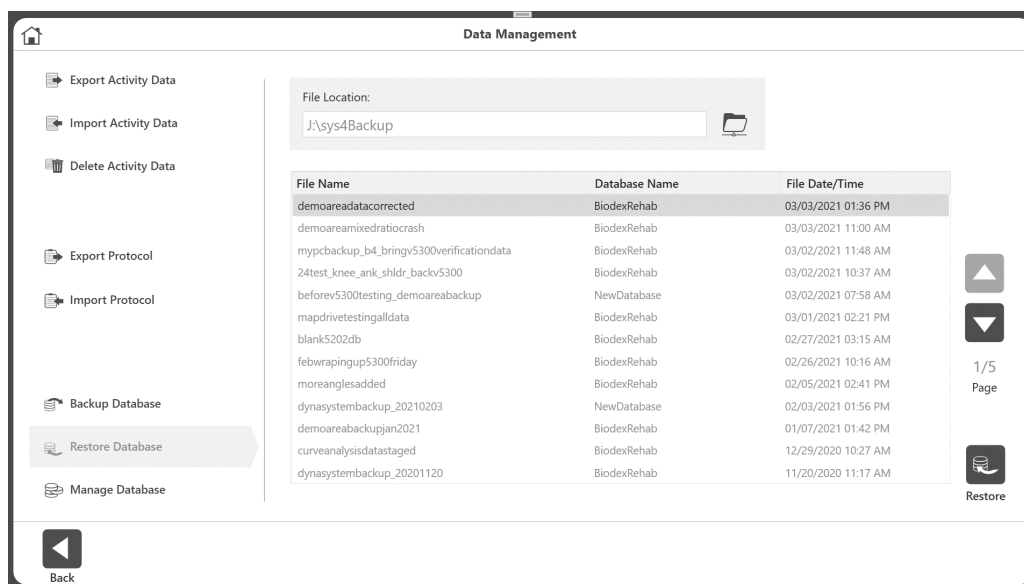 Data Management
Export Activity Data
Import Activity Data
Delete Activity Data
Export Protocol
Import Protocol
Backup Database
Restore Database
Manage Database
File Location:
J:\sys4Backup
File Name Database Name File Date/Time
demoareadatacorrected BiodexRehab 03/03/2021 01:36 PM
demoareamixedratiocrash BiodexRehab 03/03/2021 11:00 AM
mypcbackup_b4_bringv5300verificationdata BiodexRehab 03/02/2021 11:48 AM
24test_knee_ank_shldr_backv5300 BiodexRehab 03/02/2021 10:37 AM
beforev5300testing_demoareabackup NewDatabase 03/02/2021 07:58 AM
mapdrivetestingalldata BiodexRehab 03/01/2021 02:21 PM
blank5202db BiodexRehab 02/27/2021 03:15 AM
febwrapingup5300friday BiodexRehab 02/26/2021 10:16 AM
moreanglesadded BiodexRehab 02/05/2021 02:41 PM
dynasystembackup_20210203 NewDatabase 02/03/2021 01:56 PM
demoareabackupjan2021 BiodexRehab 01/07/2021 01:42 PM
curveanalysisdatastaged BiodexRehab 12/29/2020 10:27 AM
dynasystembackup_20201120 BiodexRehab 11/20/2020 11:17 AM
1/5
Page
Restore
Back